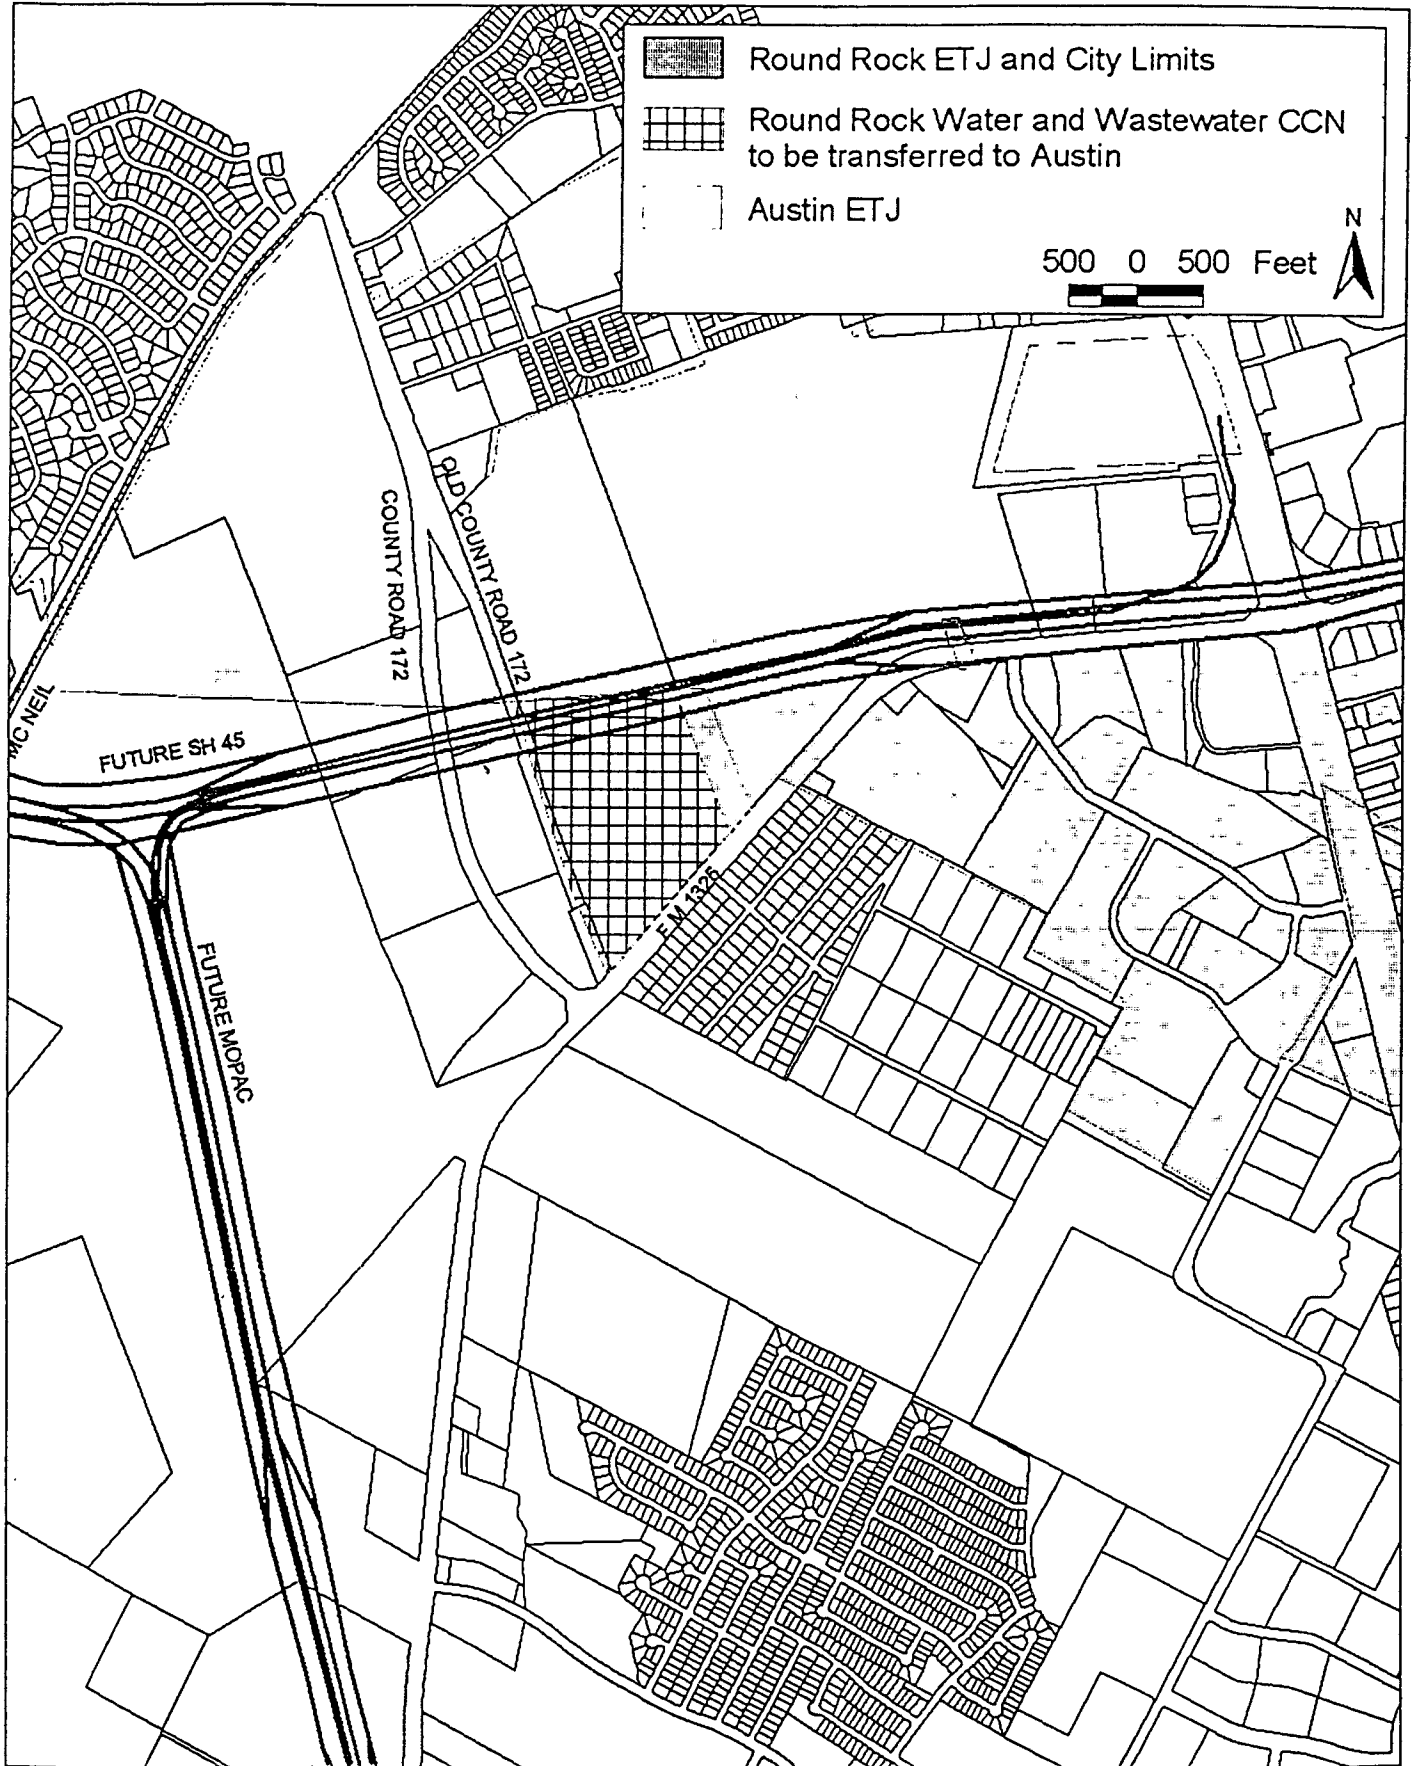 Round Rock ETJ and City Limits
Round Rock Water and Wastewater CCN
to be transferred to Austin
Austin ETJ
N
500 0 500 Feet
OLD COUNTY ROAD 172
COUNTY ROAD 172
MC NEIL
FUTURE SH 45
F M 1325
FUTURE MOPAC